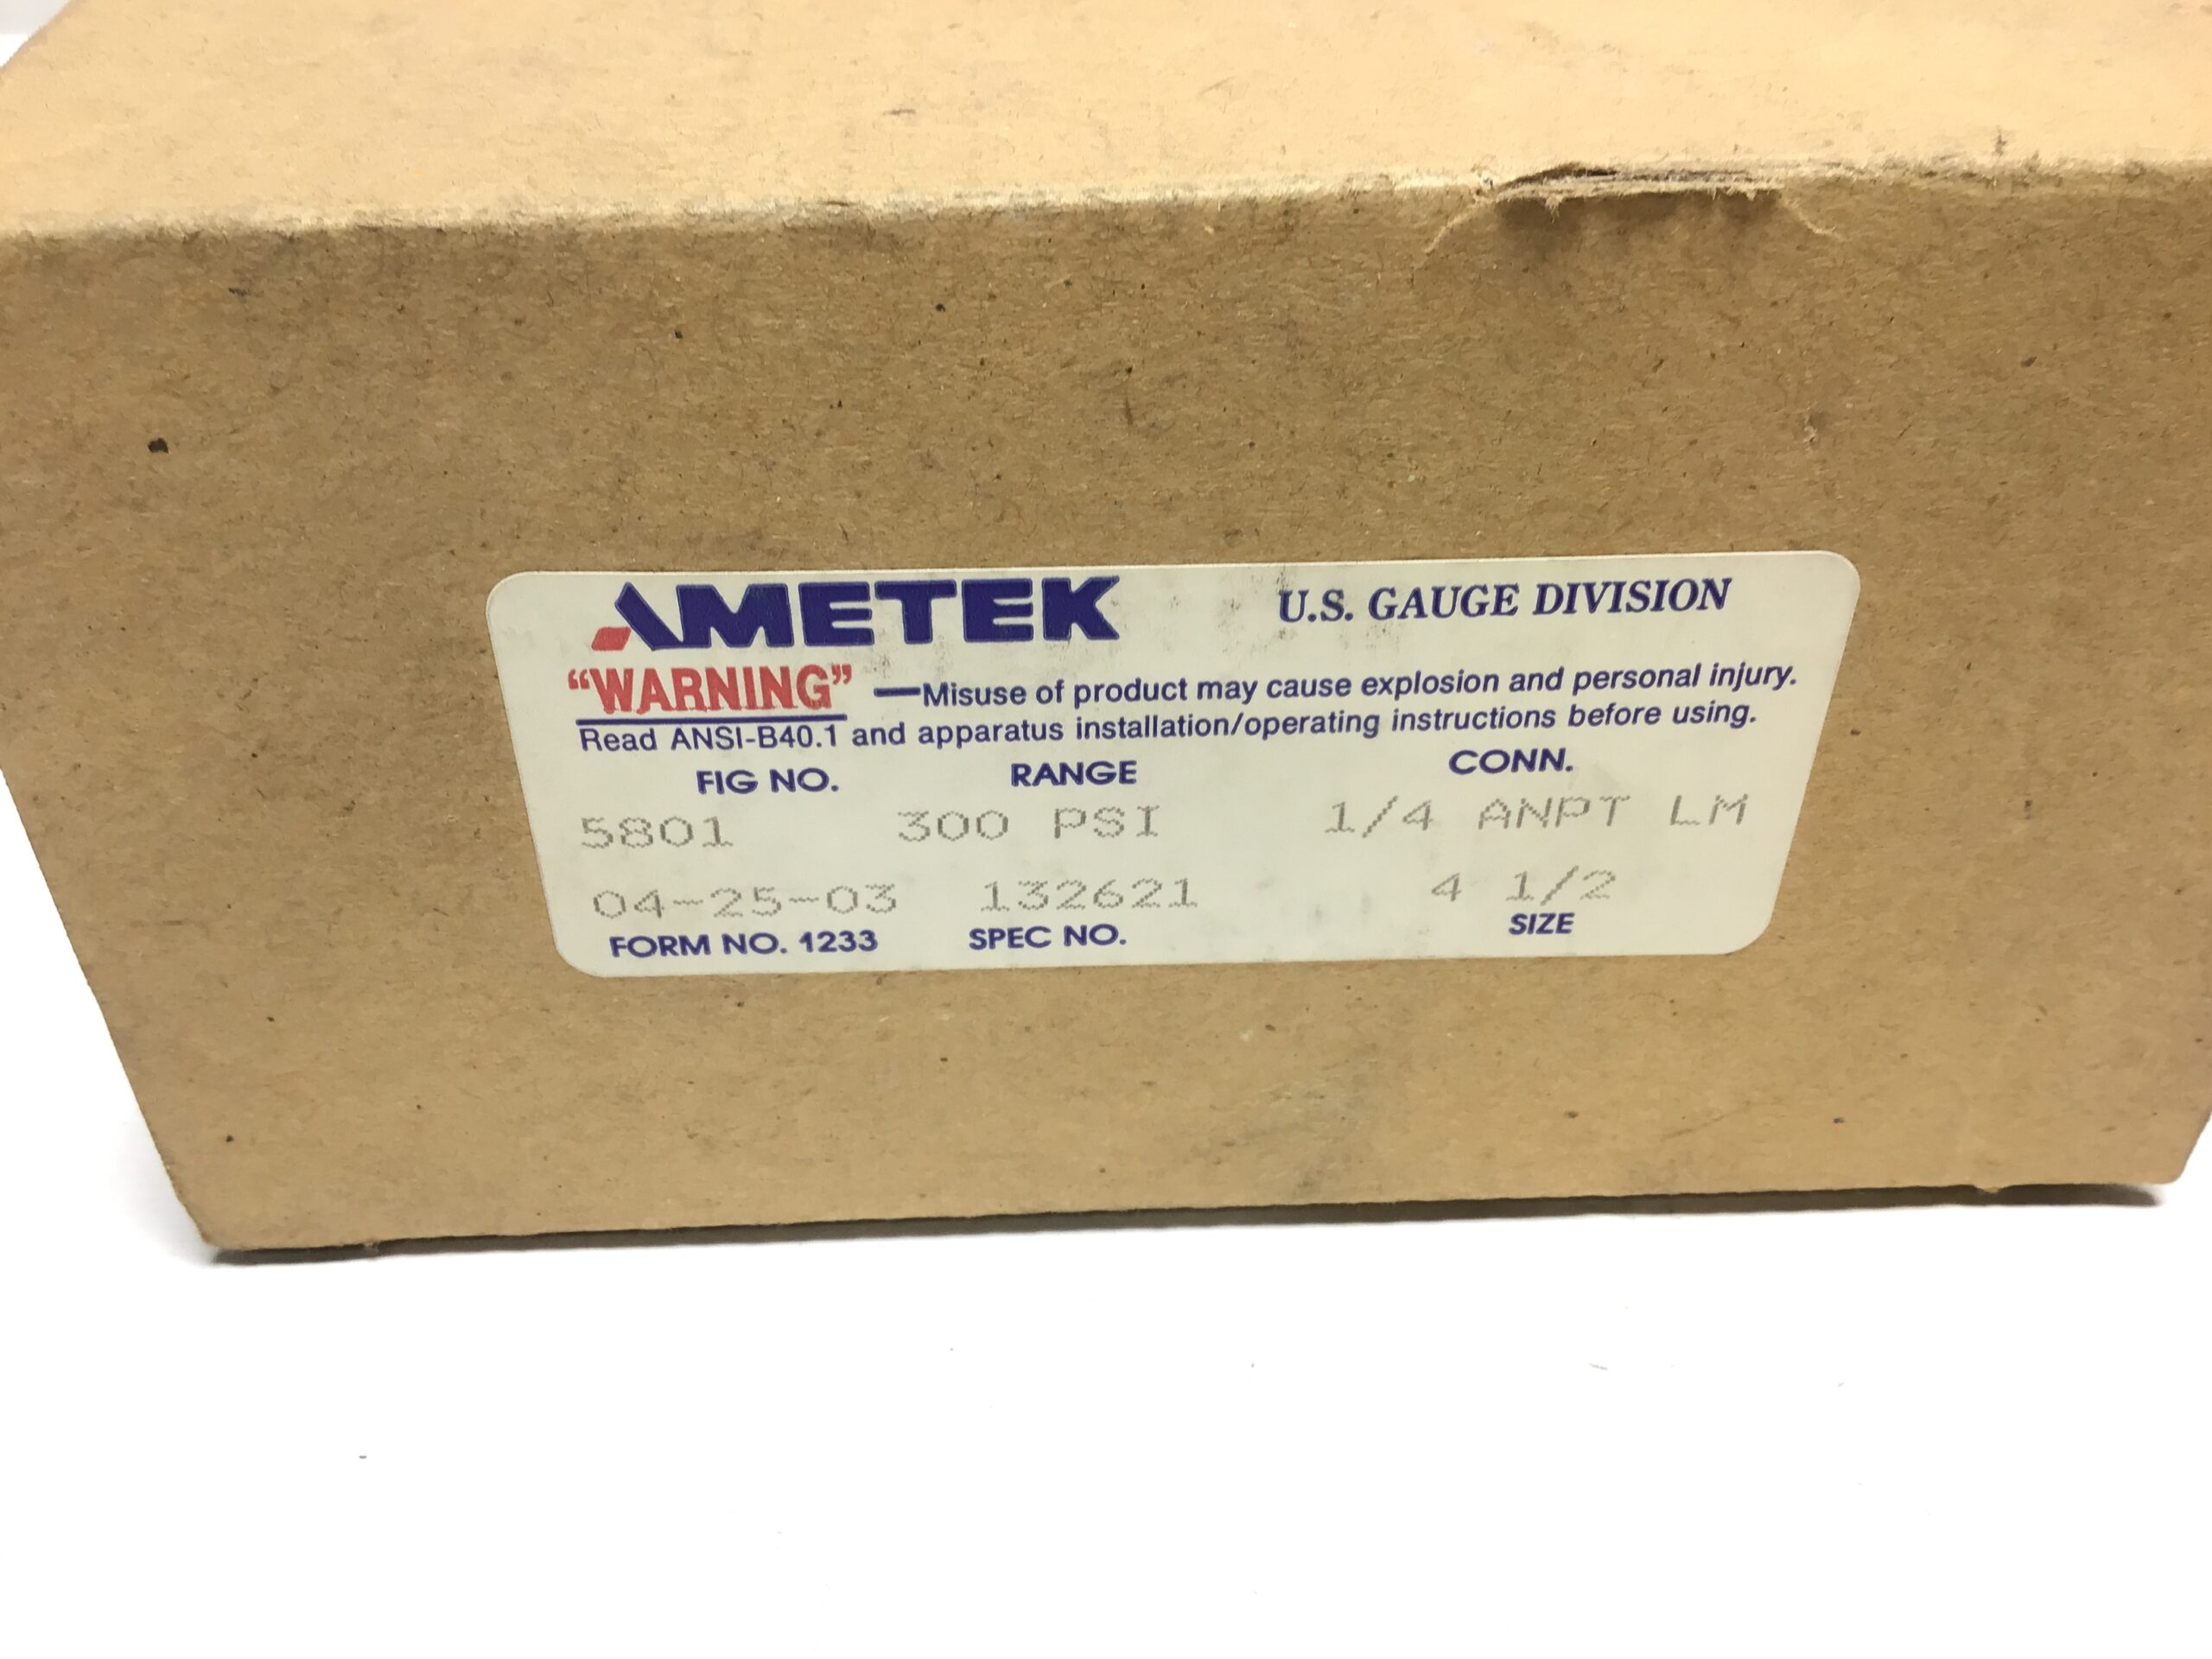 AMETEK U.S. GAUGE DIVISION
“WARNING” —Misuse of product may cause explosion and personal injury.
Read ANSI-B40.1 and apparatus installation/operating instructions before using.
FIG NO. RANGE CONN.
5801 300 PSI 1/4 ANPT LM
04-25-03 132621 4 1/2
FORM NO. 1233 SPEC NO. SIZE